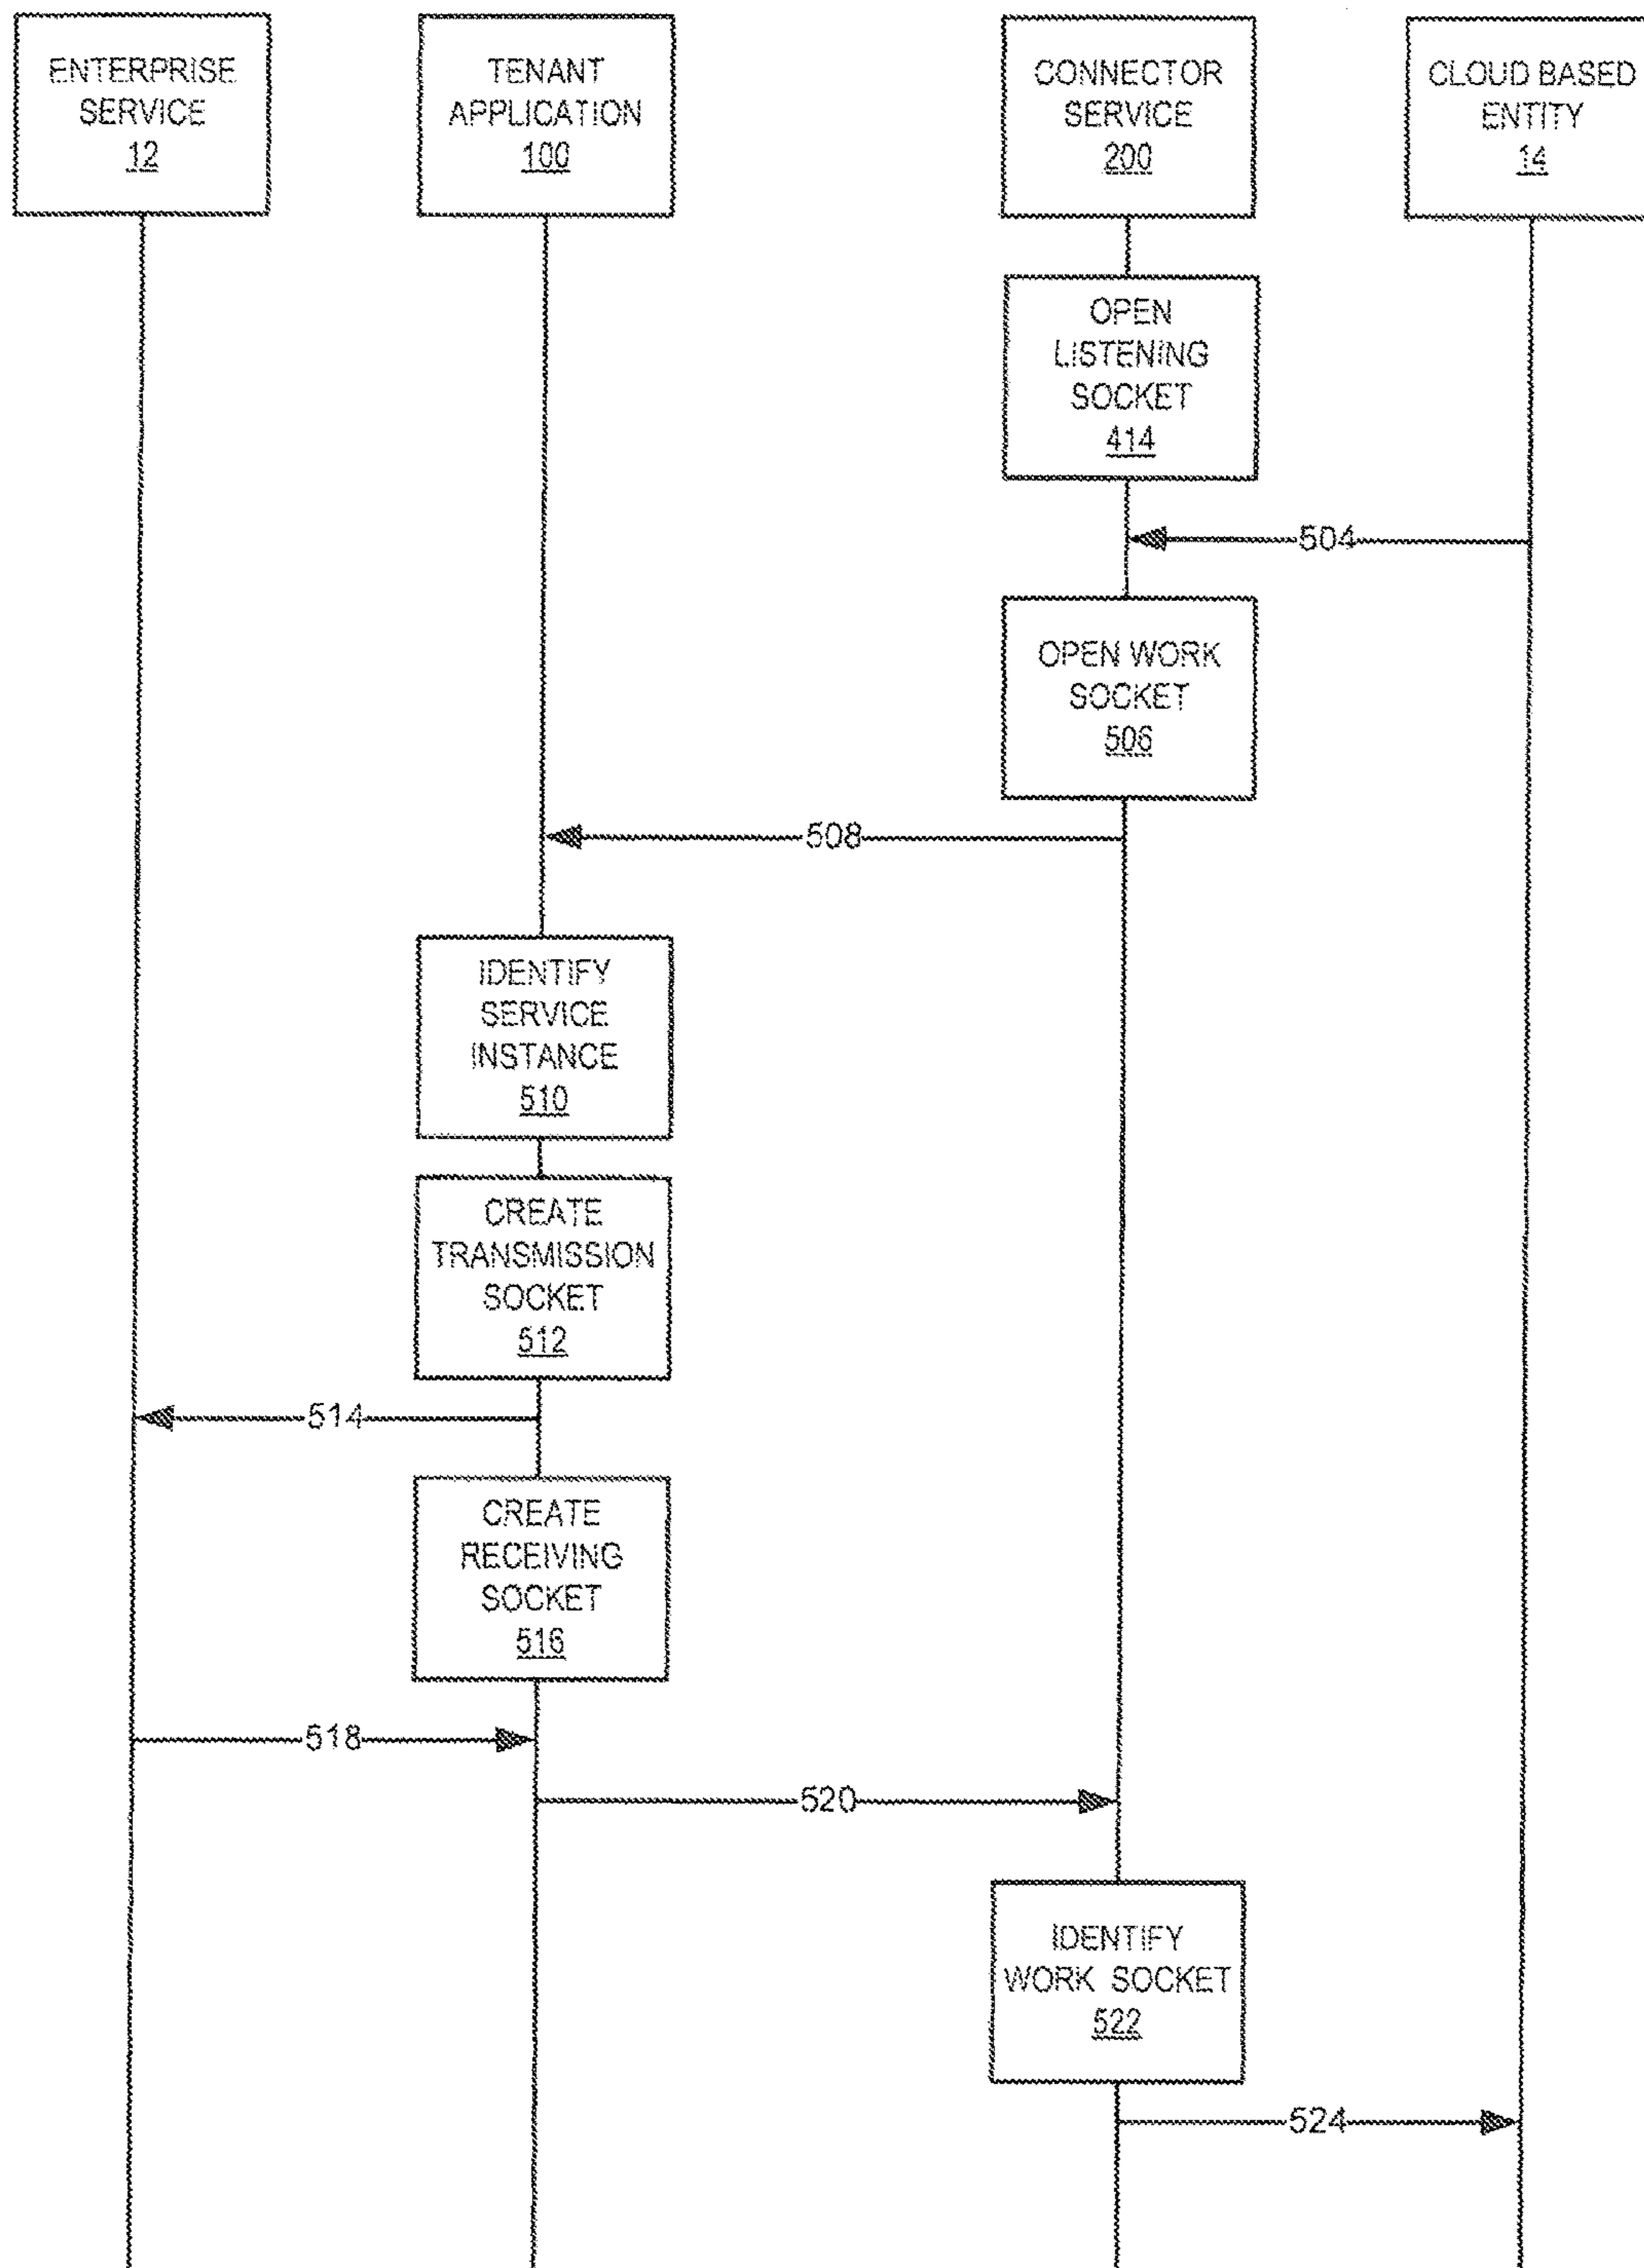 ENTERPRISE
SERVICE
12
TENANT
APPLICATION
100
CONNECTOR
SERVICE
200
CLOUD BASED
ENTITY
14
OPEN
LISTENING
SOCKET
414
504
OPEN WORK
SOCKET
506
508
IDENTIFY
SERVICE
INSTANCE
510
CREATE
TRANSMISSION
SOCKET
512
514
CREATE
RECEIVING
SOCKET
516
518
520
IDENTIFY
WORK SOCKET
522
524